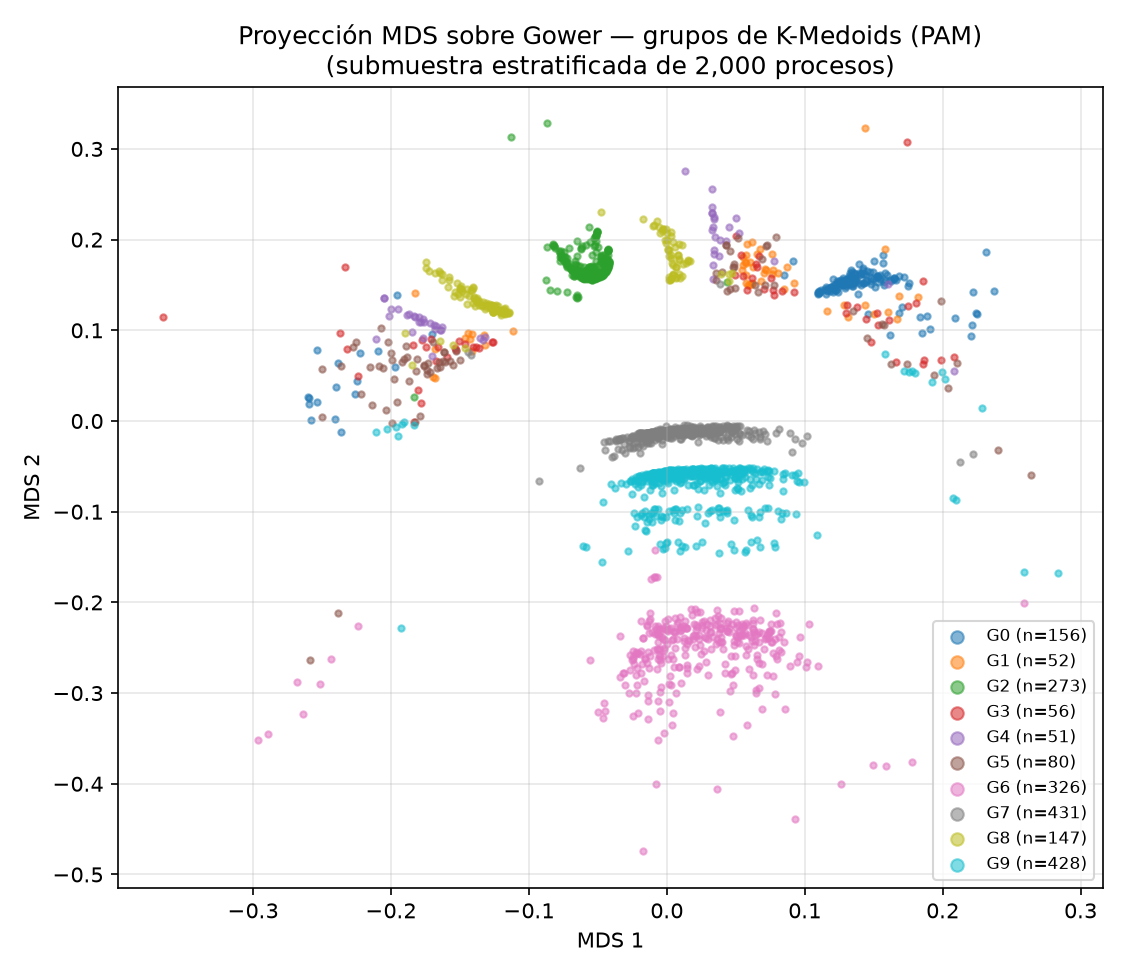 Proyección MDS sobre Gower — grupos de K-Medoids (PAM)
(submuestra estratificada de 2,000 procesos)
MDS 2
0.3
0.2
0.1
0.0
−0.1
−0.2
−0.3
−0.4
−0.5
G0 (n=156)
G1 (n=52)
G2 (n=273)
G3 (n=56)
G4 (n=51)
G5 (n=80)
G6 (n=326)
G7 (n=431)
G8 (n=147)
G9 (n=428)
−0.3 −0.2 −0.1 0.0 0.1 0.2 0.3
MDS 1